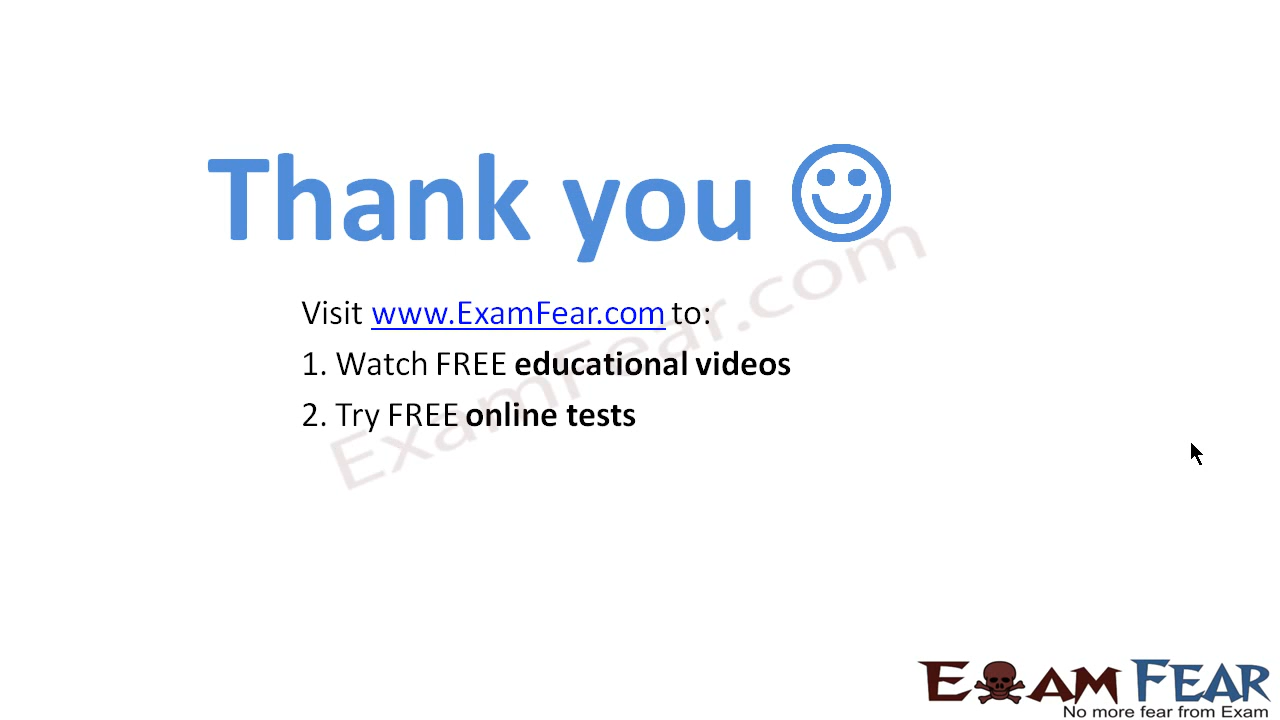 Thank you ☺
Visit www.ExamFear.com to:
1. Watch FREE educational videos
2. Try FREE online tests
ExamFear.com
EXAM FEAR
No more fear from Exam